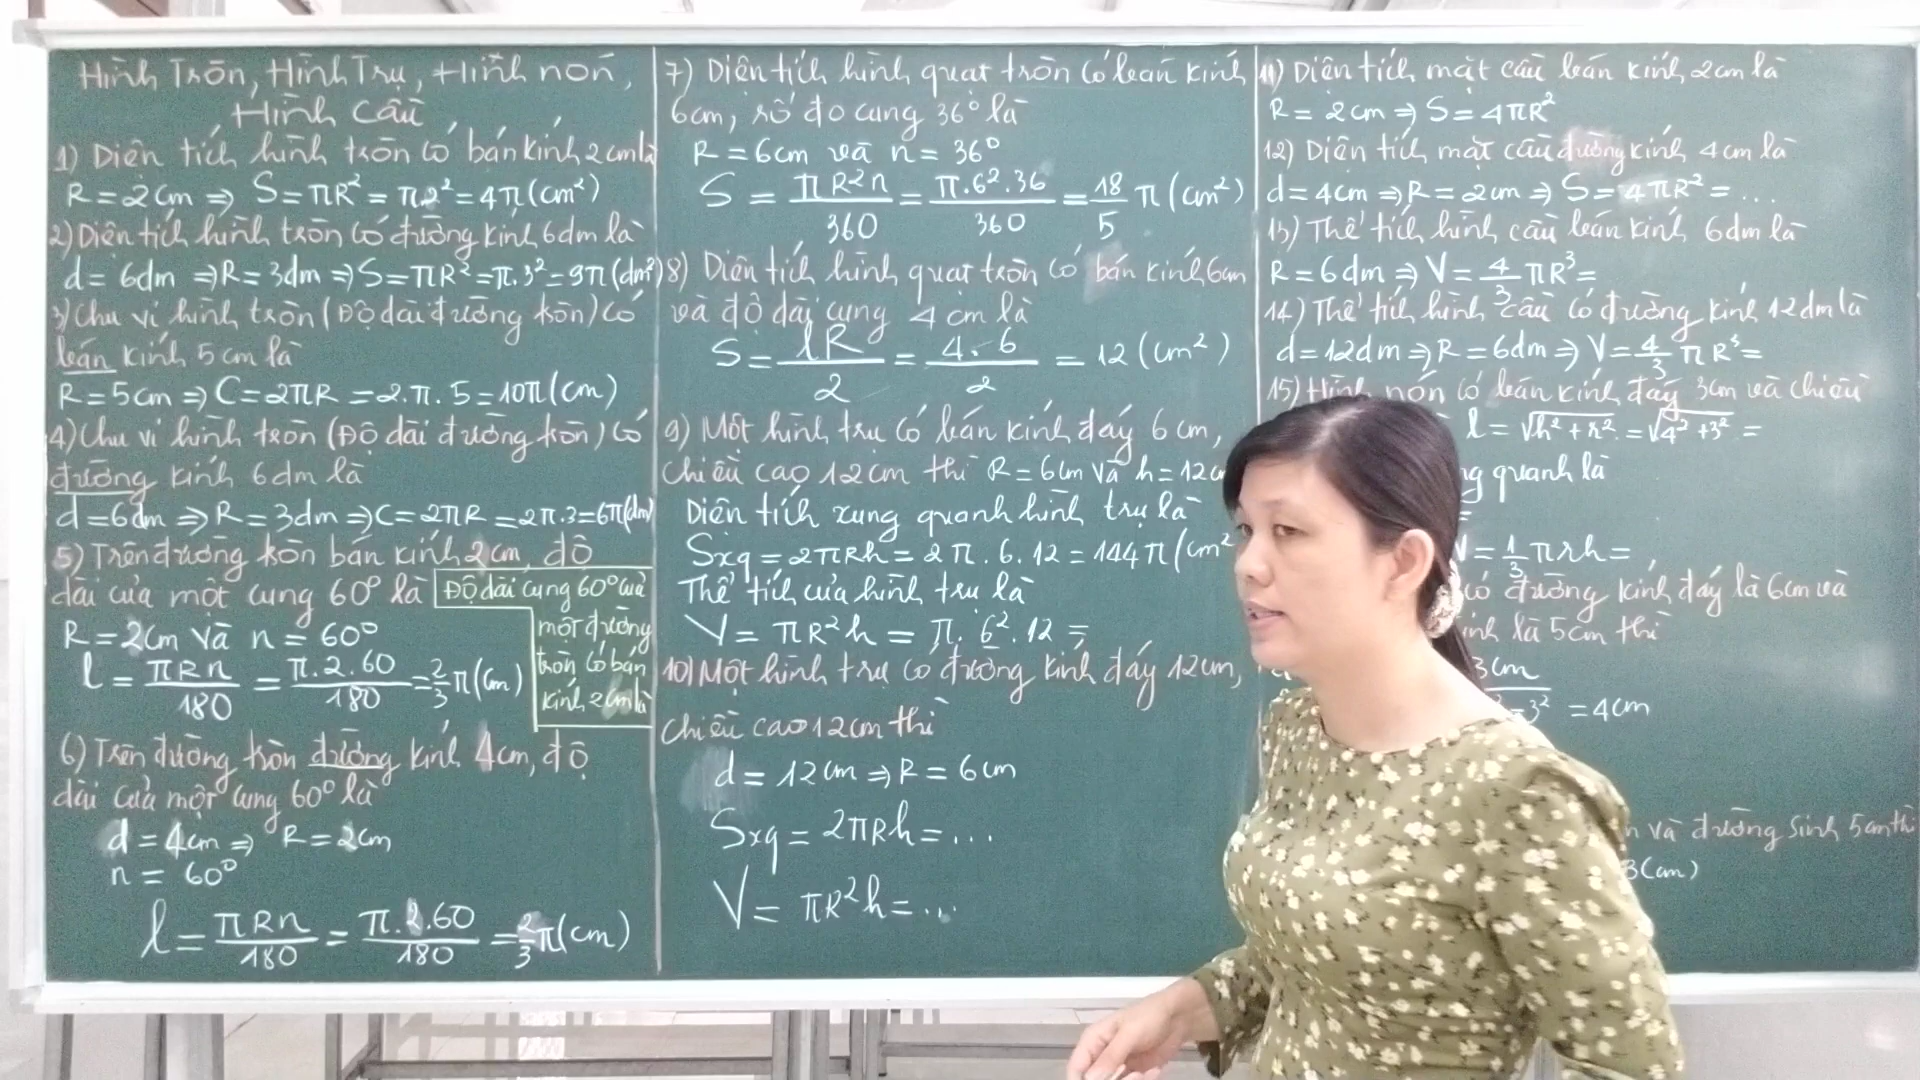 Hình Tròn, Hình Trụ, Hình nón,
Hình cầu
1) Diện tích hình tròn có bán kính 2cm là
R = 2cm ⇒ S = πR² = π.2² = 4π(cm²)
2) Diện tích hình tròn có đường kính 6dm là
d = 6dm ⇒ R = 3dm ⇒ S = πR² = π.3² = 9π(dm²)
3) Chu vi hình tròn (Độ dài đường tròn) có
bán kính 5cm là
R = 5cm ⇒ C = 2πR = 2.π.5 = 10π(cm)
4) Chu vi hình tròn (Độ dài đường tròn) có
đường kính 6dm là
d = 6dm ⇒ R = 3dm ⇒ C = 2πR = 2π.3 = 6π(dm)
5) Trên đường tròn bán kính 2cm, độ
dài của một cung 60° là
Độ dài cung 60° của
một đường
tròn có bán
kính 2cm là
R = 2cm và n = 60°
l = πRn/180 = π.2.60/180 = 2/3 π(cm)
6) Trên đường tròn đường kính 4cm, độ
dài của một cung 60° là
d = 4cm ⇒ R = 2cm
n = 60°
l = πRn/180 = π.2.60/180 = 2/3 π(cm)
7) Diện tích hình quạt tròn có bán kính
6cm, số đo cung 36° là
R = 6cm và n = 36°
S = πR²n/360 = π.6².36/360 = 18/5 π(cm²)
8) Diện tích hình quạt tròn có bán kính 6cm
và độ dài cung 4cm là
S = lR/2 = 4.6/2 = 12(cm²)
9) Một hình trụ có bán kính đáy 6cm,
chiều cao 12cm thì R = 6cm và h = 12c
Diện tích xung quanh hình trụ là
Sxq = 2πRh = 2π.6.12 = 144π(cm²
Thể tích của hình trụ là
V = πR²h = π.6².12 =
10) Một hình trụ có đường kính đáy 12cm,
chiều cao 12cm thì
d = 12cm ⇒ R = 6cm
Sxq = 2πRh = ...
V = πR²h = ...
11) Diện tích mặt cầu bán kính 2cm là
R = 2cm ⇒ S = 4πR²
12) Diện tích mặt cầu đường kính 4cm là
d = 4cm ⇒ R = 2cm ⇒ S = 4πR² = ...
13) Thể tích hình cầu bán kính 6dm là
R = 6dm ⇒ V = 4/3 πR³ =
14) Thể tích hình cầu có đường kính 12dm là
d = 12dm ⇒ R = 6dm ⇒ V = 4/3 πR³ =
15) Hình nón có bán kính đáy 3cm và chiều
l = √h² + r² = √4² + 3² =
ng quanh là
=
V = 1/3 πrh =
có đường kính đáy là 6cm và
inh là 5cm thì
3cm
-3² = 4cm
và đường sinh 5cm thì
3(cm)